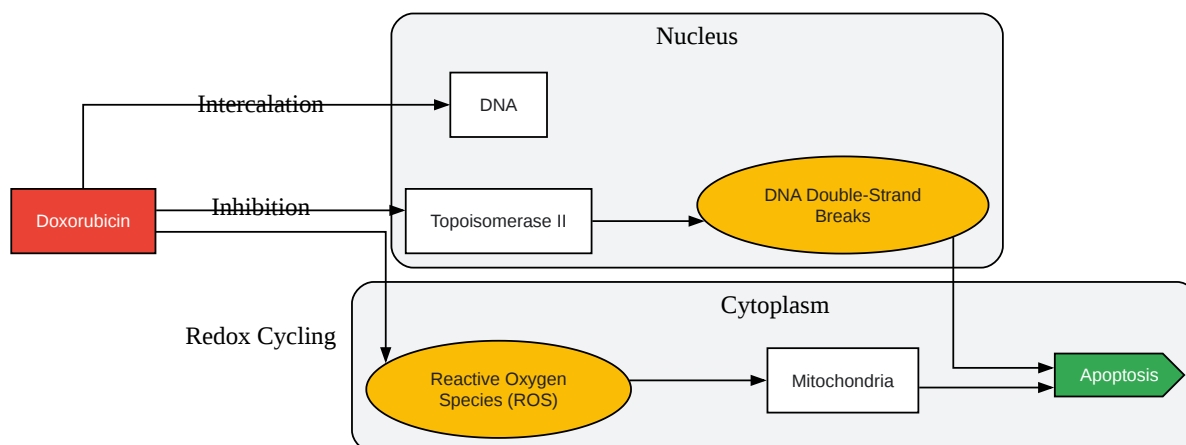 Nucleus
Intercalation
DNA
Doxorubicin
Inhibition
Topoisomerase II
DNA Double-Strand
Breaks
Cytoplasm
Redox Cycling
Reactive Oxygen
Species (ROS)
Mitochondria
Apoptosis